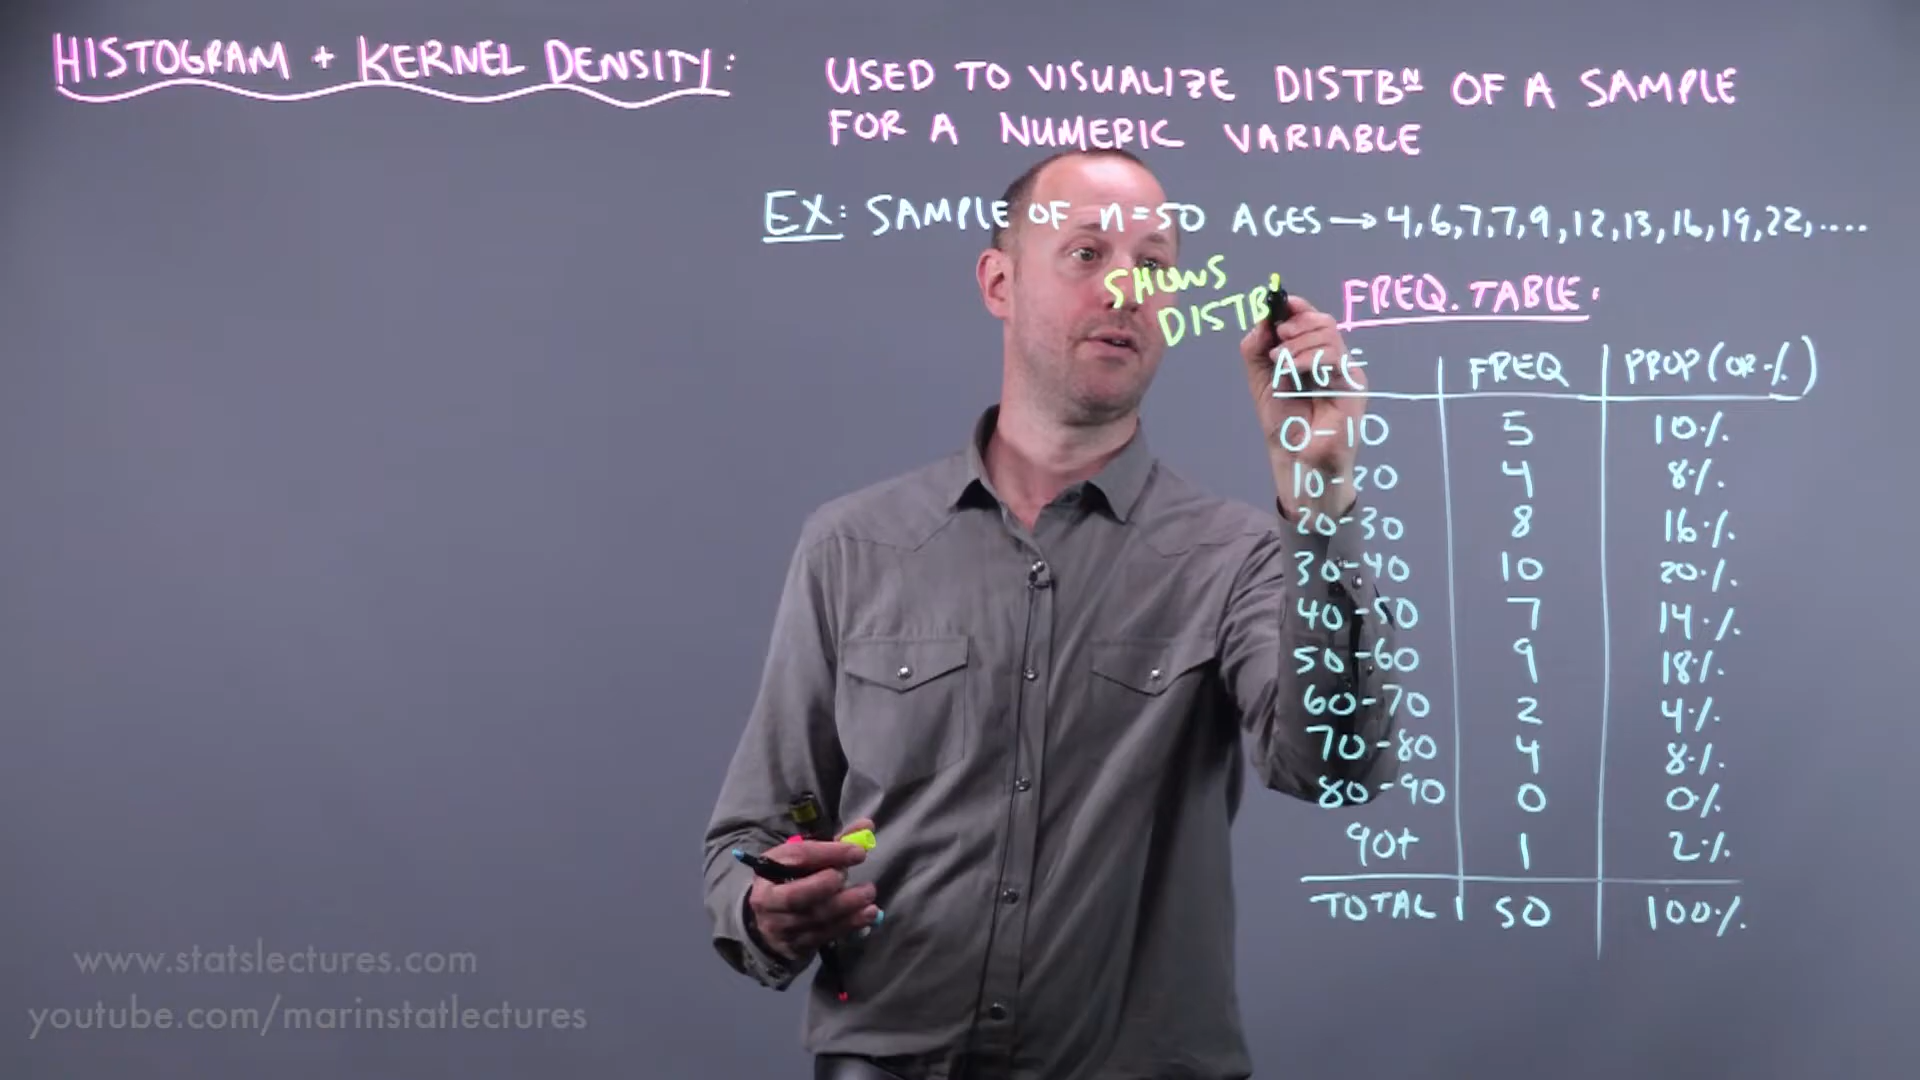 HISTOGRAM + KERNEL DENSITY:
USED TO VISUALIZE DISTBN OF A SAMPLE
FOR A NUMERIC VARIABLE
EX: SAMPLE OF n=50 AGES → 4,6,7,7,9,12,13,16,19,22,....
SHOWS
DISTB
FREQ. TABLE:
AGE FREQ PROP (OR %)
0-10 5 10%
10-20 4 8%
20-30 8 16%
30-40 10 20%
40-50 7 14%
50-60 9 18%
60-70 2 4%
70-80 4 8%
80-90 0 0%
90+ 1 2%
TOTAL 50 100%
www.statslectures.com
youtube.com/marinstatlectures